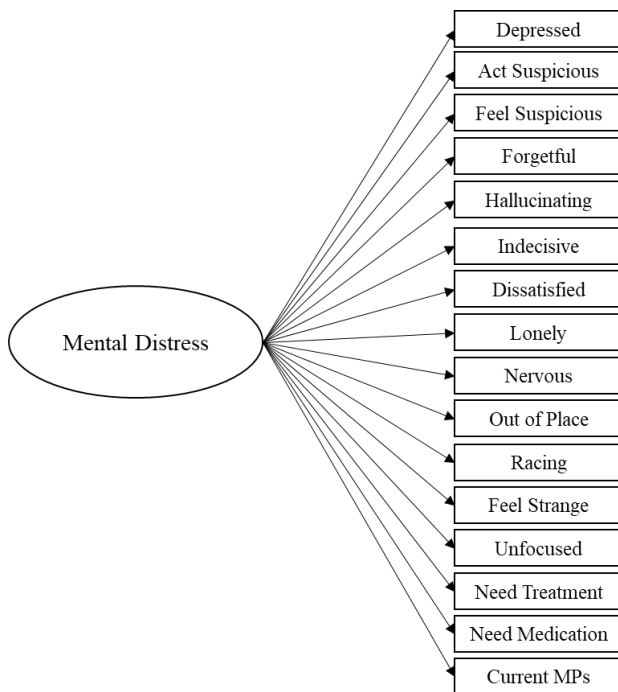 Depressed
Act Suspicious
Feel Suspicious
Forgetful
Hallucinating
Indecisive
Dissatisfied
Mental Distress
Lonely
Nervous
Out of Place
Racing
Feel Strange
Unfocused
Need Treatment
Need Medication
Current MPs